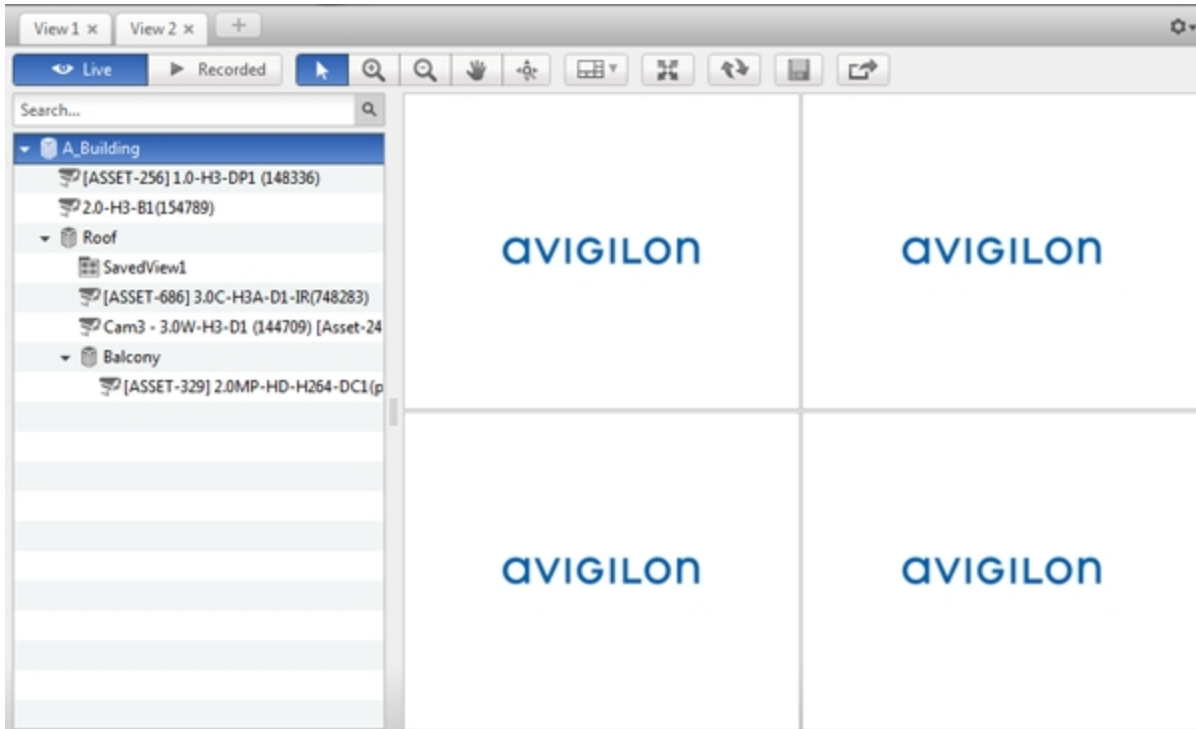 View 1 × View 2 × +
Live Recorded
Search...
A_Building
[ASSET-256] 1.0-H3-DP1 (148336)
2.0-H3-B1(154789)
Roof
SavedView1
[ASSET-686] 3.0C-H3A-D1-IR(748283)
Cam3 - 3.0W-H3-D1 (144709) [Asset-24
Balcony
[ASSET-329] 2.0MP-HD-H264-DC1(p
aVIGILOn aVIGILOn
aVIGILOn aVIGILOn